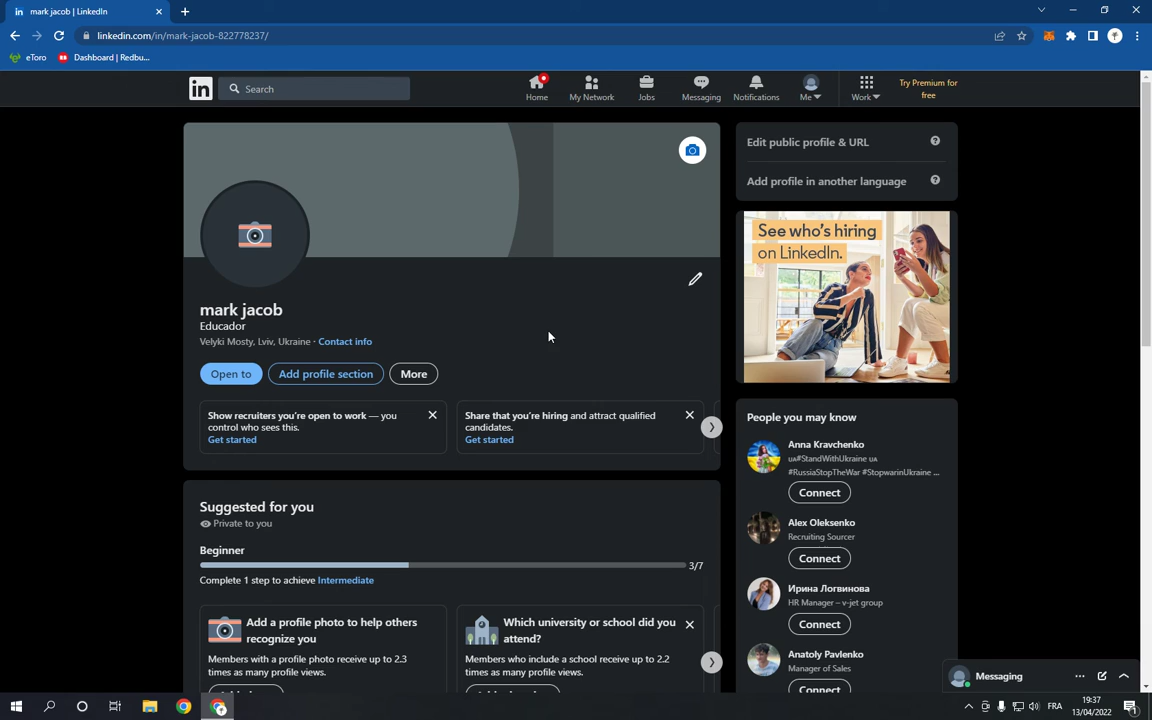 mark jacob | LinkedIn
linkedin.com/in/mark-jacob-822778237/
eToro
Dashboard | Redbu...
in
Search
Home
My Network
Jobs
Messaging
Notifications
Me
Work
Try Premium for
free
Edit public profile & URL
Add profile in another language
See who's hiring
on LinkedIn.
mark jacob
Educador
Velyki Mosty, Lviv, Ukraine · Contact info
Open to
Add profile section
More
Show recruiters you're open to work — you
control who sees this.
Get started
Share that you're hiring and attract qualified
candidates.
Get started
Suggested for you
Private to you
Beginner
3/7
Complete 1 step to achieve Intermediate
Add a profile photo to help others
recognize you
Members with a profile photo receive up to 2.3
times as many profile views.
Which university or school did you
attend?
Members who include a school receive up to 2.2
times as many profile views.
People you may know
Anna Kravchenko
UA#StandWithUkraine UA
#RussiaStopTheWar #StopwarinUkraine ...
Connect
Alex Oleksenko
Recruiting Sourcer
Connect
Ирина Логвинова
HR Manager – v-jet group
Connect
Anatoly Pavlenko
Manager of Sales
Connect
Messaging
FRA
19:37
13/04/2022